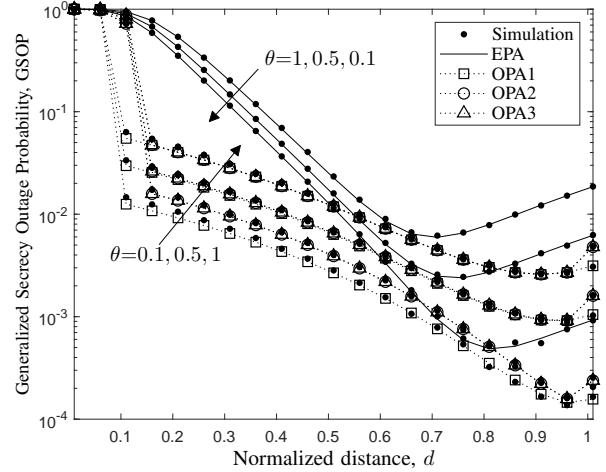 Generalized Secrecy Outage Probability, GSOP
10^0
10^-1
10^-2
10^-3
10^-4
θ=1, 0.5, 0.1
θ=0.1, 0.5, 1
Simulation
EPA
OPA1
OPA2
OPA3
0.1 0.2 0.3 0.4 0.5 0.6 0.7 0.8 0.9 1
Normalized distance, d